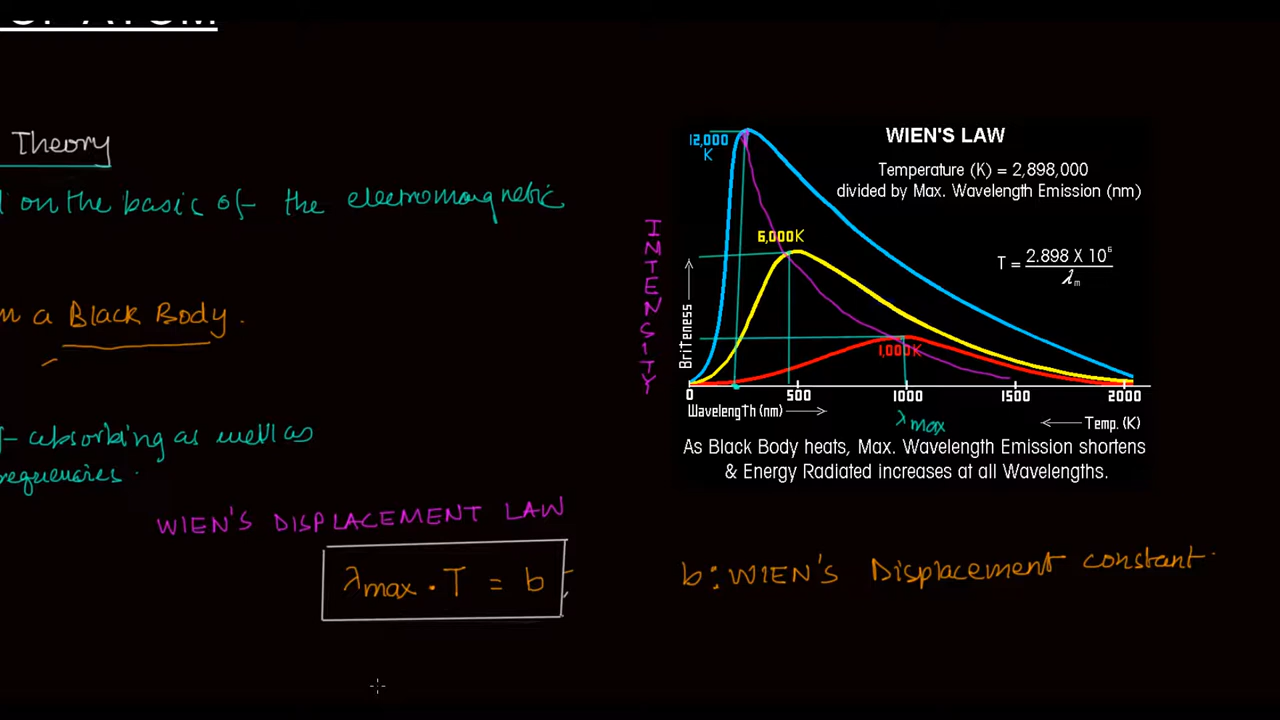 OF ATOM
Theory
on the basic of the electromagnetic
a Black Body.
absorbing as well as
requencies.
WIEN'S DISPLACEMENT LAW
λmax · T = b ;
INTENSITY
Briteness
12,000
K
6,000K
1,000K
WIEN'S LAW
Temperature (K) = 2,898,000
divided by Max. Wavelength Emission (nm)
T = 2.898 X 10⁶
λm
0 500 1000 1500 2000
Wavelength (nm)
λmax
Temp. (K)
As Black Body heats, Max. Wavelength Emission shortens
& Energy Radiated increases at all Wavelengths.
b: WIEN'S Displacement constant.